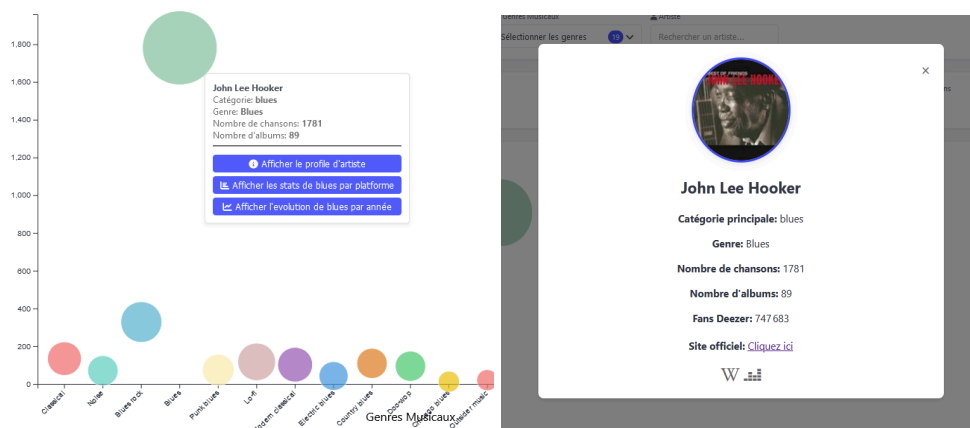 1,800
1,600
1,400
1,200
1,000
800
600
400
200
0
John Lee Hooker
Catégorie: blues
Genre: Blues
Nombre de chansons: 1781
Nombre d'albums: 89
Afficher le profile d'artiste
Afficher les stats de blues par platforme
Afficher l'evolution de blues par année
Classical
Noise
Blues rock
Blues
Punk blues
Lo-fi
Modern classical
Electric blues
Country blues
Doo-wop
Chicago blues
Outsider music
Genres Musicaux
Genres Musicaux
Artiste
Sélectionner les genres
19
Rechercher un artiste...
JOHN LEE HOOKER
×
John Lee Hooker
Catégorie principale: blues
Genre: Blues
Nombre de chansons: 1781
Nombre d'albums: 89
Fans Deezer: 747 683
Site officiel: Cliquez ici
W